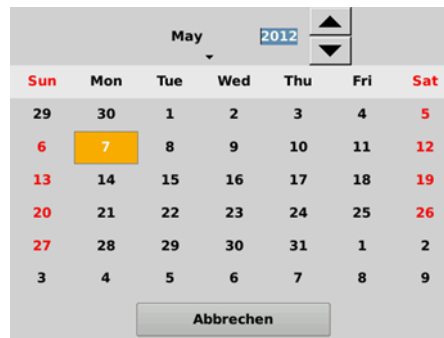 May 2012
Sun Mon Tue Wed Thu Fri Sat
29 30 1 2 3 4 5
6 7 8 9 10 11 12
13 14 15 16 17 18 19
20 21 22 23 24 25 26
27 28 29 30 31 1 2
3 4 5 6 7 8 9
Abbrechen